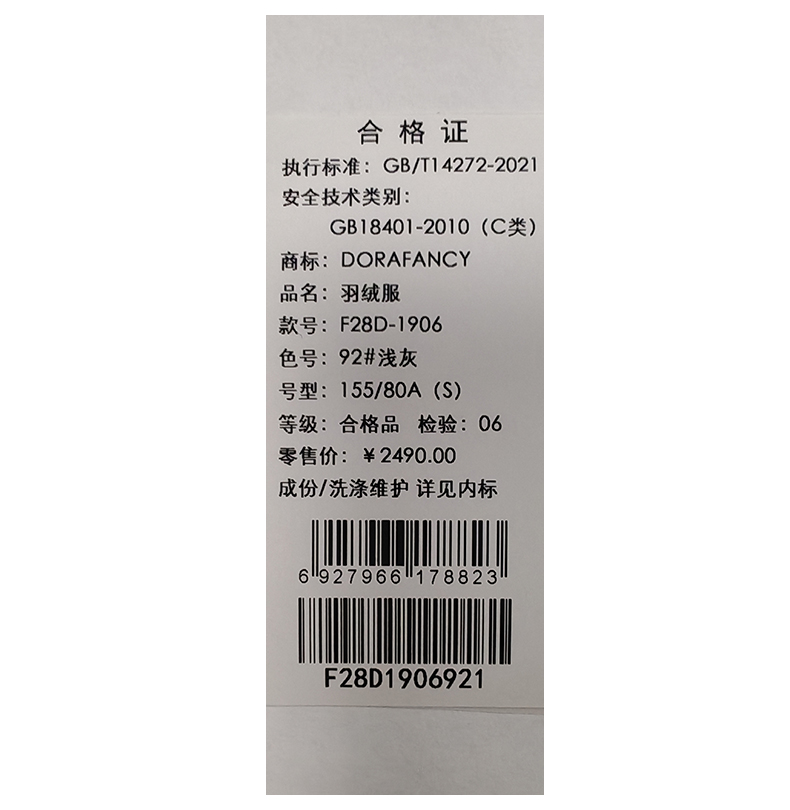 合格证
执行标准：GB/T14272-2021
安全技术类别：
GB18401-2010（C类）
商标：DORAFANCY
品名：羽绒服
款号：F28D-1906
色号：92#浅灰
号型：155/80A（S）
等级：合格品 检验：06
零售价：￥2490.00
成份/洗涤维护 详见内标
6 927966 178823
F28D1906921